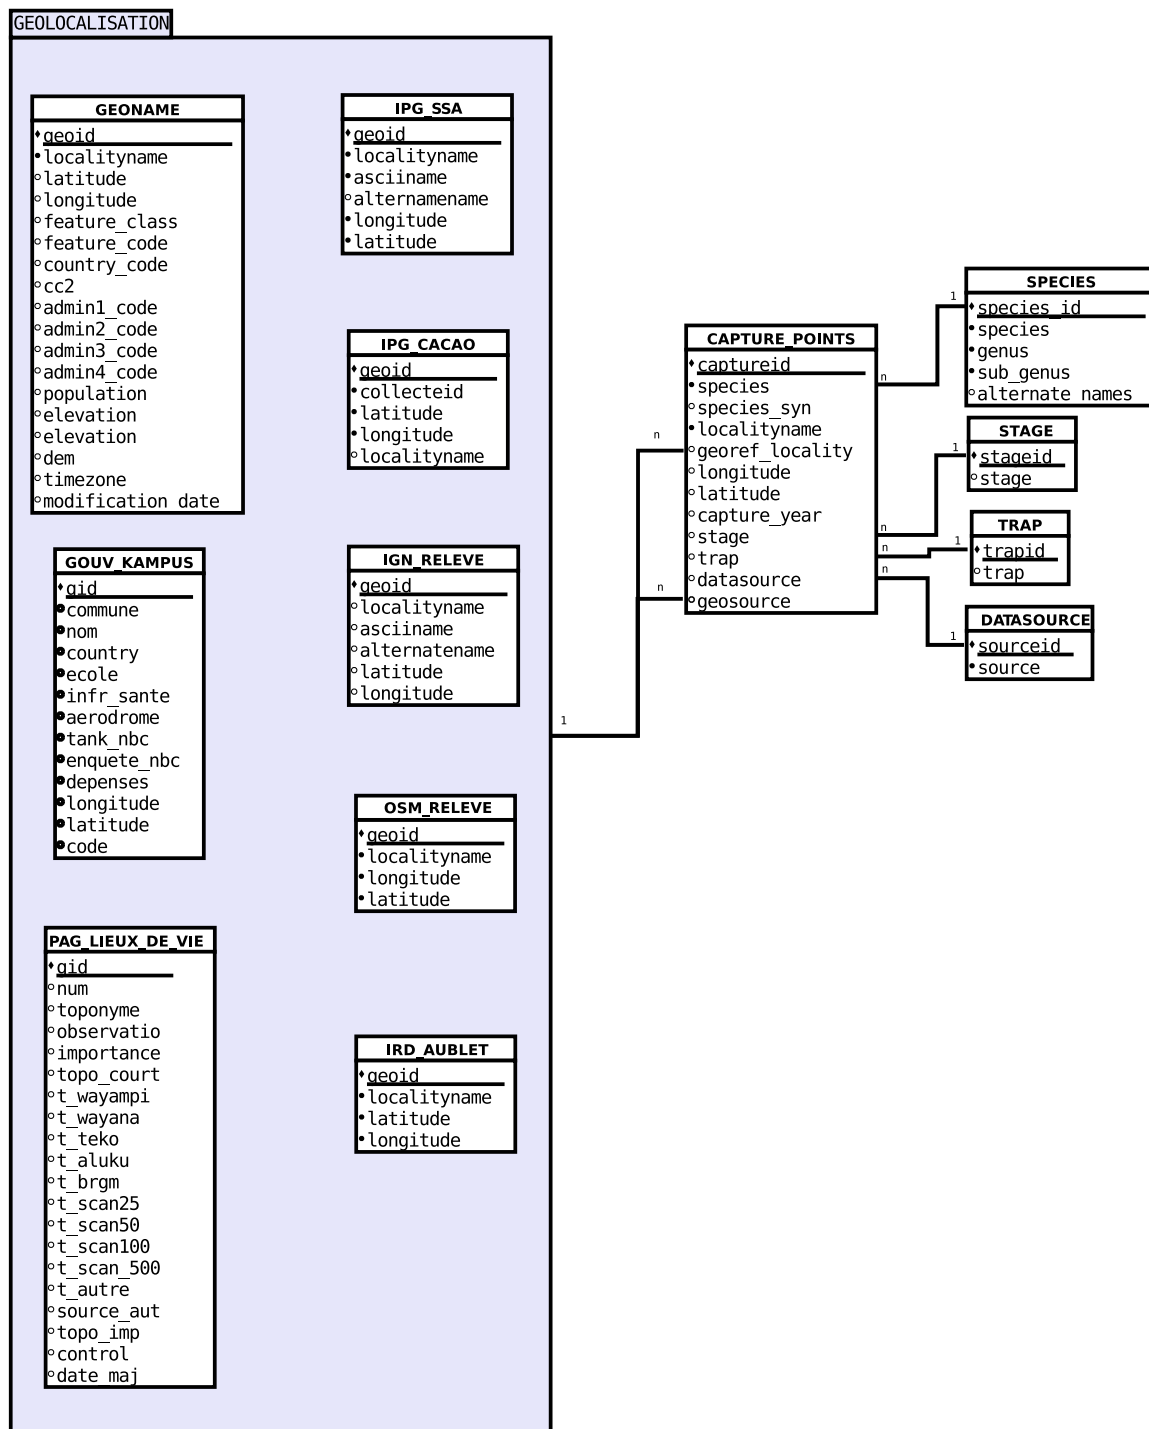 GEOLOCALISATION
GEONAME
geoid
localityname
latitude
longitude
feature_class
feature_code
country_code
cc2
admin1_code
admin2_code
admin3_code
admin4_code
population
elevation
elevation
dem
timezone
modification_date
GOUV_KAMPUS
gid
commune
nom
country
ecole
infr_sante
aerodrome
tank_nbc
enquete_nbc
depenses
longitude
latitude
code
PAG_LIEUX_DE_VIE
gid
num
toponyme
observatio
importance
topo_court
t_wayampi
t_wayana
t_teko
t_aluku
t_brgm
t_scan25
t_scan50
t_scan100
t_scan_500
t_autre
source_aut
topo_imp
control
date_maj
IPG_SSA
geoid
localityname
asciiname
alternamename
longitude
latitude
IPG_CACAO
geoid
collecteid
latitude
longitude
localityname
IGN_RELEVE
geoid
localityname
asciiname
alternatename
latitude
longitude
OSM_RELEVE
geoid
localityname
longitude
latitude
IRD_AUBLET
geoid
localityname
latitude
longitude
1
n
n
CAPTURE_POINTS
captureid
species
species_syn
localityname
georef_locality
longitude
latitude
capture_year
stage
trap
datasource
geosource
n
1
n
1
n
1
n
1
SPECIES
species_id
species
genus
sub_genus
alternate_names
STAGE
stageid
stage
TRAP
trapid
trap
DATASOURCE
sourceid
source